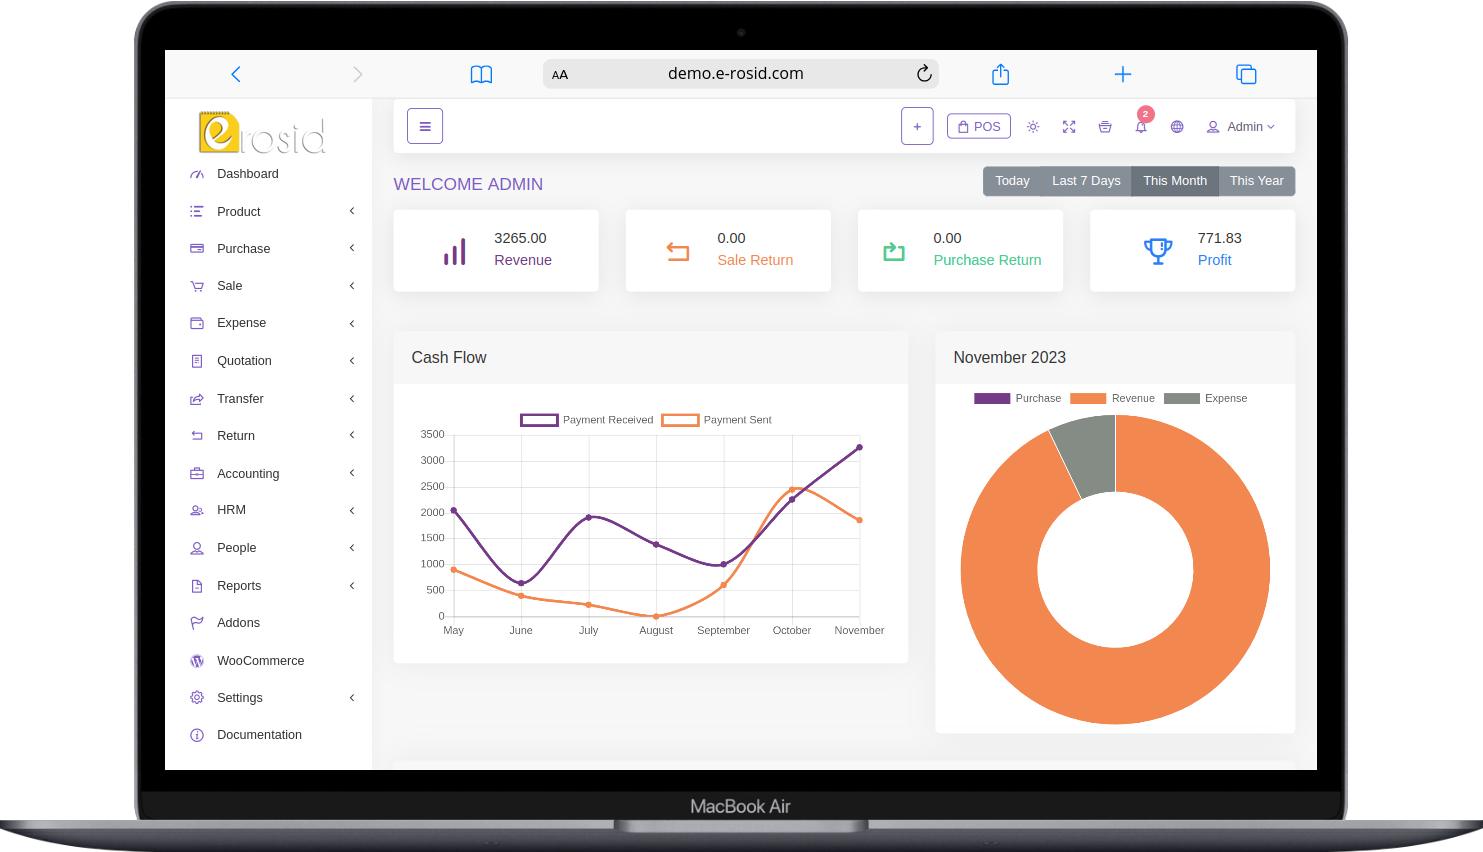 AA demo.e-rosid.com
erosid
+ POS 2 Admin
Dashboard
Product
Purchase
Sale
Expense
Quotation
Transfer
Return
Accounting
HRM
People
Reports
Addons
WooCommerce
Settings
Documentation
WELCOME ADMIN
Today Last 7 Days This Month This Year
3265.00
Revenue
0.00
Sale Return
0.00
Purchase Return
771.83
Profit
Cash Flow
Payment Received Payment Sent
3500
3000
2500
2000
1500
1000
500
0
May June July August September October November
November 2023
Purchase Revenue Expense
MacBook Air